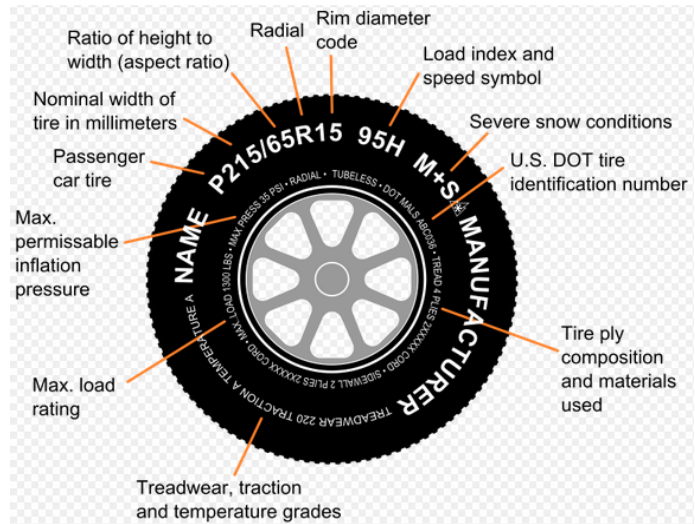 Rim diameter
code
Radial
Ratio of height to
width (aspect ratio)
Load index and
speed symbol
Nominal width of
tire in millimeters
Severe snow conditions
Passenger
car tire
U.S. DOT tire
identification number
Max.
permissable
inflation
pressure
Tire ply
composition
and materials
used
Max. load
rating
Treadwear, traction
and temperature grades
NAME P215/65R15 95H M+S MANUFACTURER
TREADWEAR 220 TRACTION A TEMPERATURE A
MAX. LOAD 1300 LBS • MAX PRESS 35 PSI • RADIAL • TUBELESS • DOT MALS ABC036 • TREAD 4 PLIES 2XXXXX CORD • SIDEWALL 2 PLIES 2XXXXX CORD •